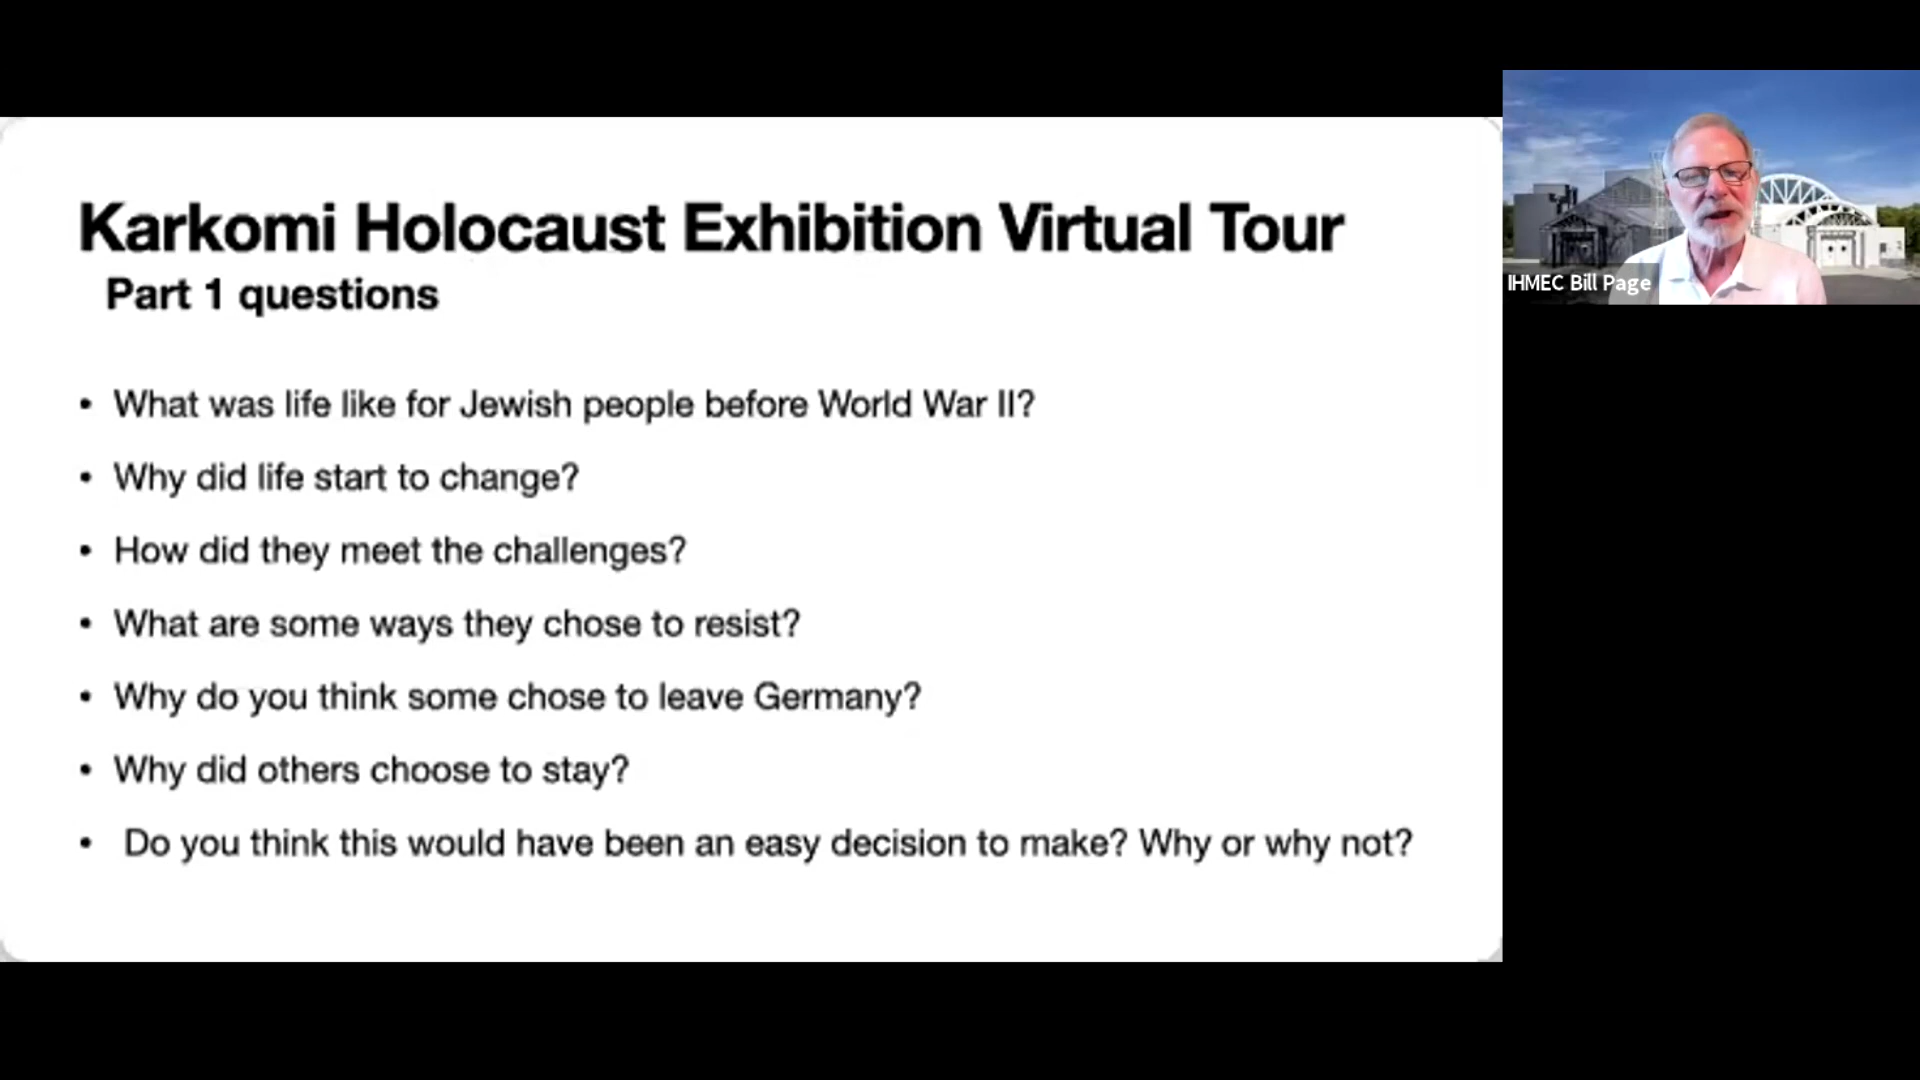 Karkomi Holocaust Exhibition Virtual Tour
Part 1 questions
• What was life like for Jewish people before World War II?
• Why did life start to change?
• How did they meet the challenges?
• What are some ways they chose to resist?
• Why do you think some chose to leave Germany?
• Why did others choose to stay?
• Do you think this would have been an easy decision to make? Why or why not?
IHMEC Bill Page